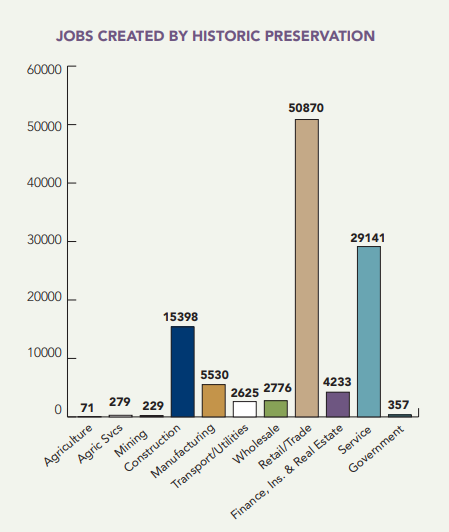 JOBS CREATED BY HISTORIC PRESERVATION
60000
50000
40000
30000
20000
10000
0
71
279
229
15398
5530
2625
2776
50870
4233
29141
357
Agriculture
Agric Svcs
Mining
Construction
Manufacturing
Transport/Utilities
Wholesale
Retail/Trade
Finance, Ins. & Real Estate
Service
Government